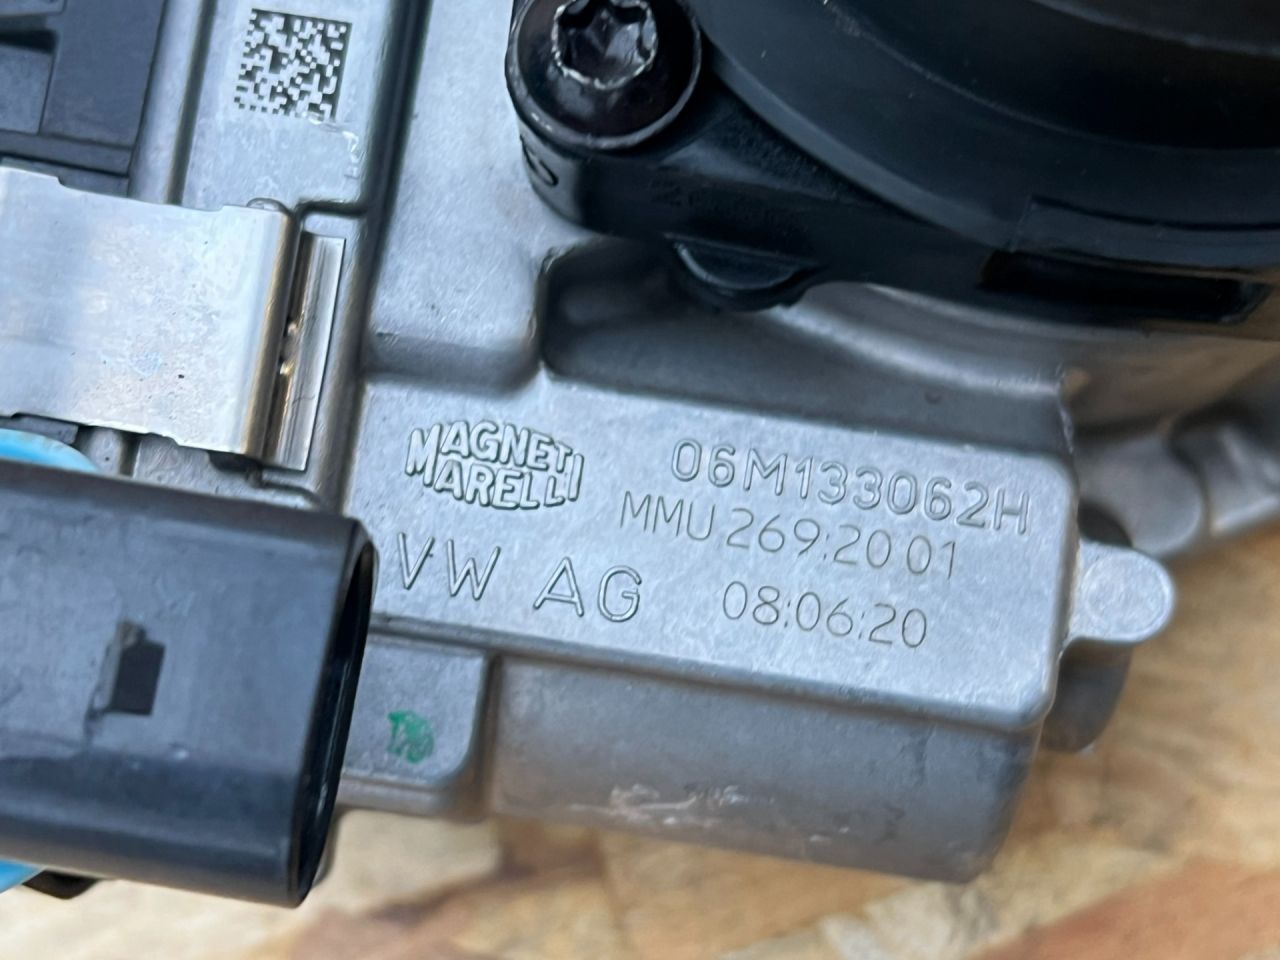 MAGNETI
MARELLI
06M133062H
MMU 269:20 01
VW AG
08:06:20